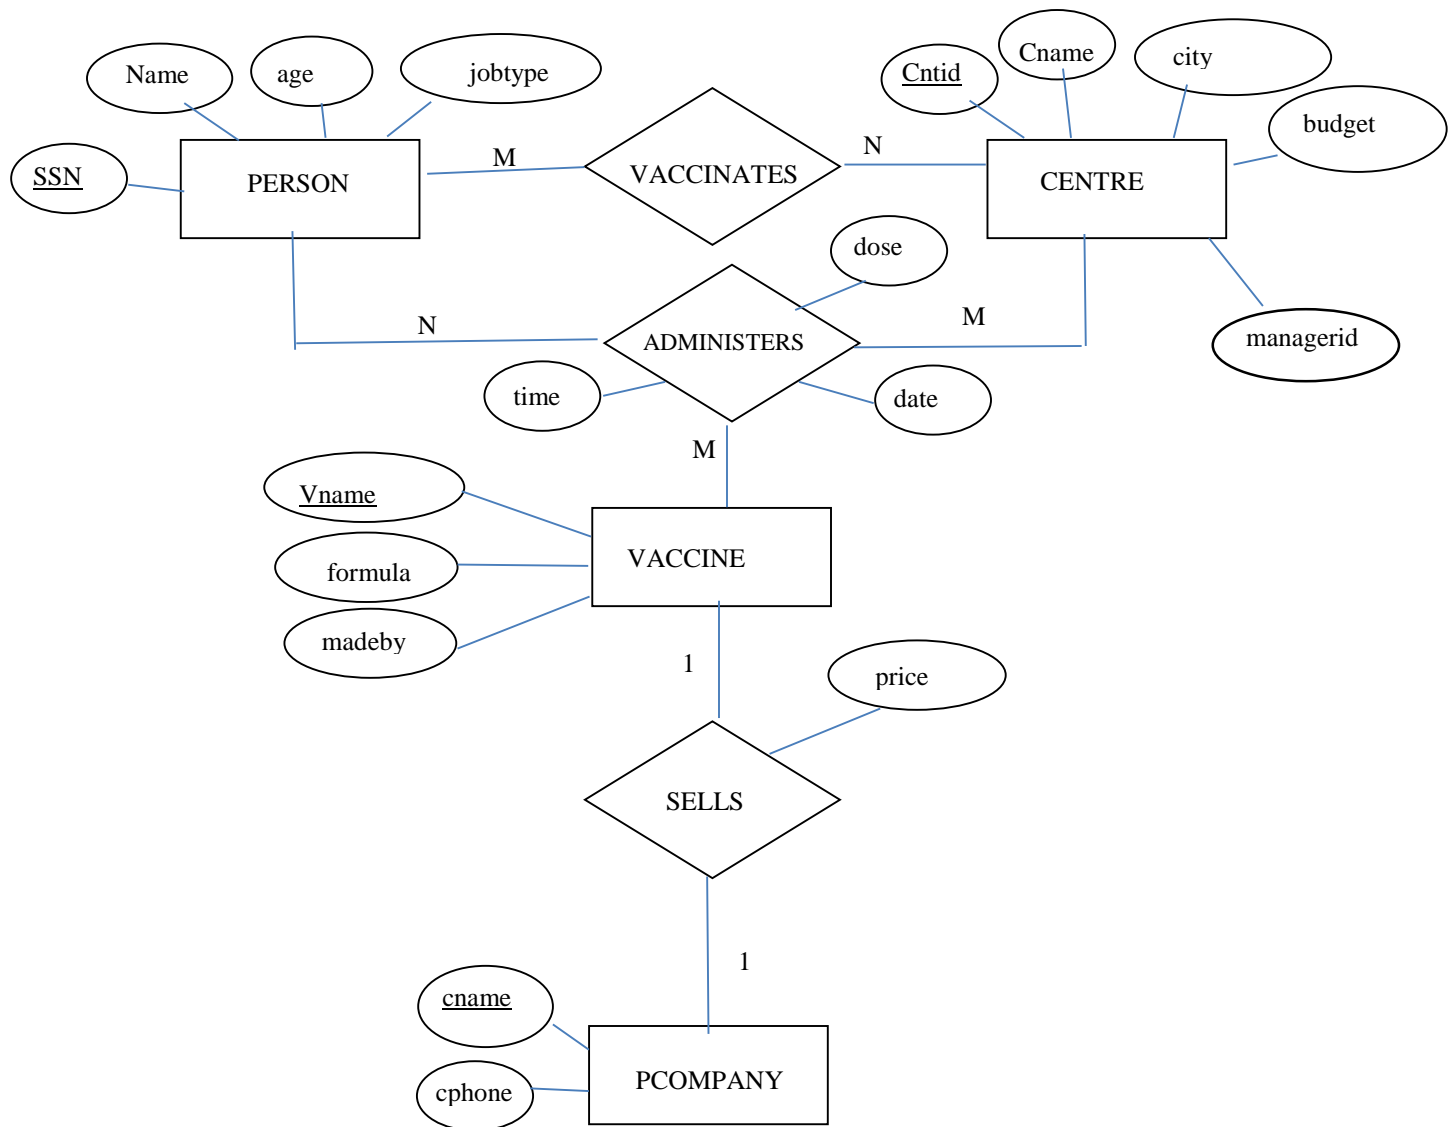 Name
age
jobtype
Cntid
Cname
city
budget
SSN
PERSON
M
VACCINATES
N
CENTRE
dose
N
ADMINISTERS
M
managerid
time
date
M
Vname
formula
madeby
VACCINE
1
price
SELLS
1
cname
cphone
PCOMPANY